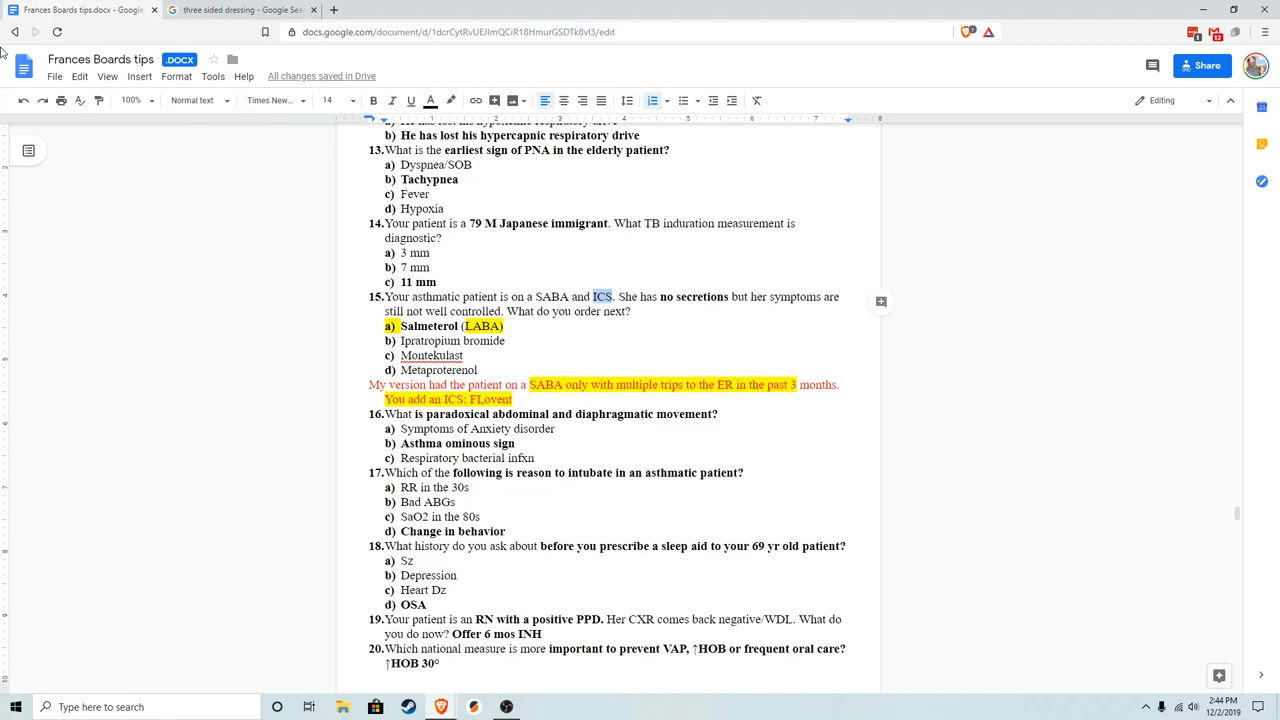 Frances Boards tips.docx - Google
three sided dressing - Google Sea
docs.google.com/document/d/1dcrCytRvUEJImQCiR18HmurGSDTk8vl3/edit
Frances Boards tips .DOCX
File Edit View Insert Format Tools Help All changes saved in Drive
Share
100% Normal text Times New... 14 B I U A Editing
1 2 3 4 5 6 7 8
b) He has lost his hypercapnic respiratory drive
13. What is the earliest sign of PNA in the elderly patient?
a) Dyspnea/SOB
b) Tachypnea
c) Fever
d) Hypoxia
14. Your patient is a 79 M Japanese immigrant. What TB induration measurement is
diagnostic?
a) 3 mm
b) 7 mm
c) 11 mm
15. Your asthmatic patient is on a SABA and ICS. She has no secretions but her symptoms are
still not well controlled. What do you order next?
a) Salmeterol (LABA)
b) Ipratropium bromide
c) Montekulast
d) Metaproterenol
My version had the patient on a SABA only with multiple trips to the ER in the past 3 months.
You add an ICS: FLovent
16. What is paradoxical abdominal and diaphragmatic movement?
a) Symptoms of Anxiety disorder
b) Asthma ominous sign
c) Respiratory bacterial infxn
17. Which of the following is reason to intubate in an asthmatic patient?
a) RR in the 30s
b) Bad ABGs
c) SaO2 in the 80s
d) Change in behavior
18. What history do you ask about before you prescribe a sleep aid to your 69 yr old patient?
a) Sz
b) Depression
c) Heart Dz
d) OSA
19. Your patient is an RN with a positive PPD. Her CXR comes back negative/WDL. What do
you do now? Offer 6 mos INH
20. Which national measure is more important to prevent VAP, ↑HOB or frequent oral care?
↑HOB 30°
Type here to search
2:44 PM
12/2/2019